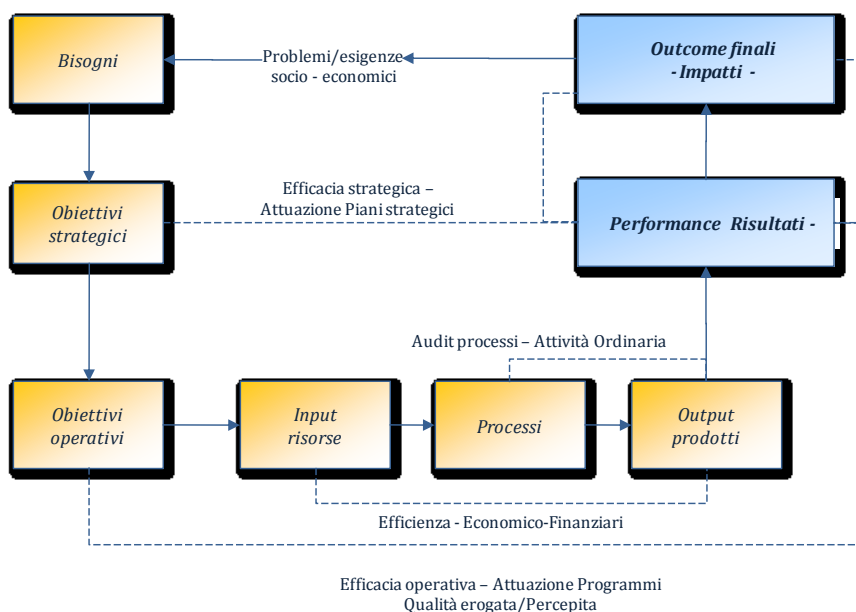 Bisogni
Problemi/esigenze
socio - economici
Outcome finali
- Impatti -
Obiettivi
strategici
Efficacia strategica –
Attuazione Piani strategici
Performance Risultati -
Audit processi – Attività Ordinaria
Obiettivi
operativi
Input
risorse
Processi
Output
prodotti
Efficienza - Economico-Finanziari
Efficacia operativa – Attuazione Programmi
Qualità erogata/Percepita